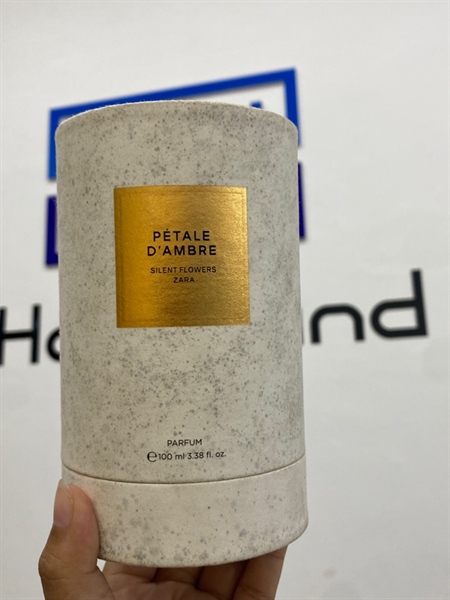 PÉTALE
D'AMBRE
SILENT FLOWERS
ZARA
PARFUM
℮100 ml 3.38 fl. oz.